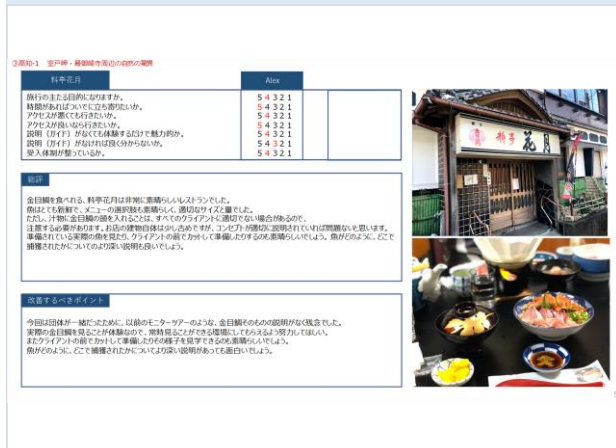 ③高知-1 室戸岬・最御崎寺周辺の自然の驚異
料亭花月
Alex
旅行の主たる目的になりますか。 5 4 3 2 1
時間があればついでに立ち寄りたいか。 5 4 3 2 1
アクセスが悪くても行きたいか。 5 4 3 2 1
アクセスが良いなら行きたいか。 5 4 3 2 1
説明（ガイド）がなくても体験するだけで魅力的か。 5 4 3 2 1
説明（ガイド）がなければ良く分からないか。 5 4 3 2 1
受入体制が整っているか。 5 4 3 2 1
総評
金目鯛を食べれる、料亭花月は非常に素晴らしいレストランでした。
魚はとても新鮮で、メニューの選択肢も素晴らしく、適切なサイズと量でした。
ただし、汁物に金目鯛の頭を入れることは、すべてのクライアントに適切でない場合があるので、
注意する必要があります。お店の建物自体は少し古めですが、コンセプトが適切に説明されていれば問題ないと思います。
準備されている実際の魚を見たり、クライアントの前でカットして準備したりするのも素晴らしいでしょう。魚がどのように、どこで
捕獲されたかについてのより深い説明も良いでしょう。
改善するべきポイント
今回は団体が一緒だったために、以前のモニターツアーのような、金目鯛そのものの説明がなく残念でした。
実際の金目鯛を見ることが体験なので、常時見ることができる環境にしてもらえるよう努力してほしい。
またクライアントの前でカットして準備したりその様子を見学できるのも素晴らしいでしょう。
魚がどのように、どこで捕獲されたかについてより深い説明があっても面白いでしょう。
料亭 花月